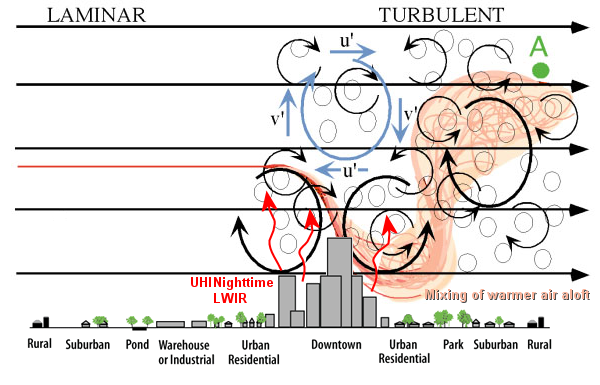 LAMINAR
TURBULENT
A
u'
v'
v'
u'
UHINighttime
LWIR
Mixing of warmer air aloft
Rural
Suburban
Pond
Warehouse
or Industrial
Urban
Residential
Downtown
Urban
Residential
Park
Suburban
Rural